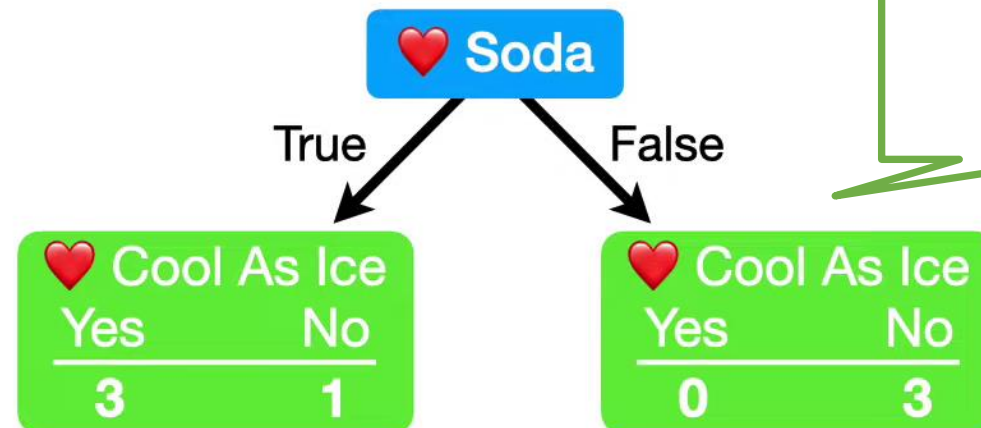 ❤️ Soda
True False
❤️ Cool As Ice ❤️ Cool As Ice
Yes No Yes No
3 1 0 3